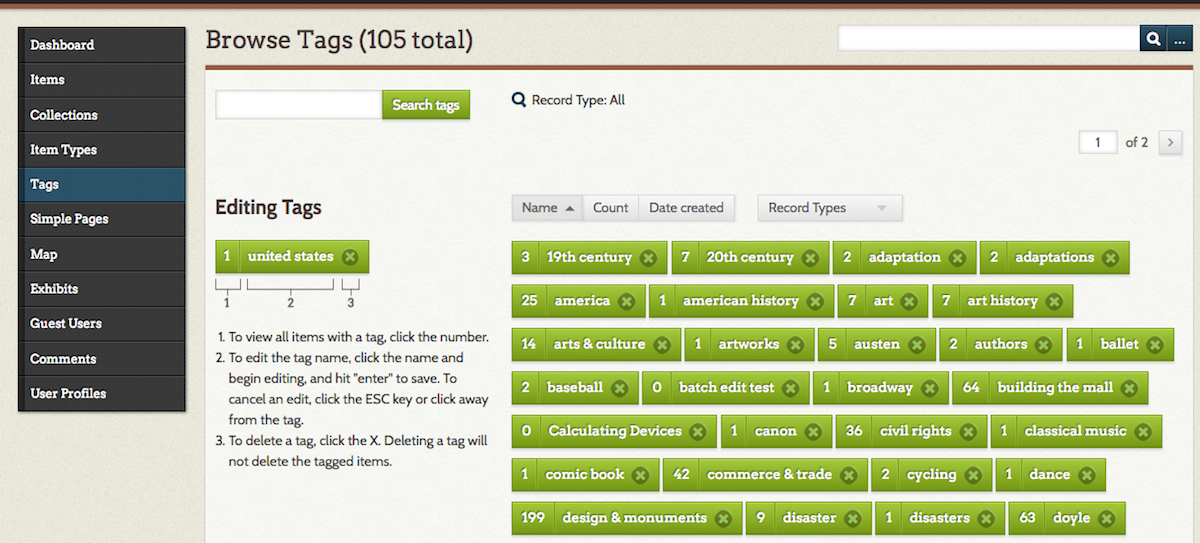 Dashboard
Items
Collections
Item Types
Tags
Simple Pages
Map
Exhibits
Guest Users
Comments
User Profiles
Browse Tags (105 total)
...
Search tags
Record Type: All
1 of 2 >
Editing Tags
1 united states
1 2 3
1. To view all items with a tag, click the number.
2. To edit the tag name, click the name and
begin editing, and hit "enter" to save. To
cancel an edit, click the ESC key or click away
from the tag.
3. To delete a tag, click the X. Deleting a tag will
not delete the tagged items.
Name Count Date created Record Types
3 19th century 7 20th century 2 adaptation 2 adaptations
25 america 1 american history 7 art 7 art history
14 arts & culture 1 artworks 5 austen 2 authors 1 ballet
2 baseball 0 batch edit test 1 broadway 64 building the mall
0 Calculating Devices 1 canon 36 civil rights 1 classical music
1 comic book 42 commerce & trade 2 cycling 1 dance
199 design & monuments 9 disaster 1 disasters 63 doyle